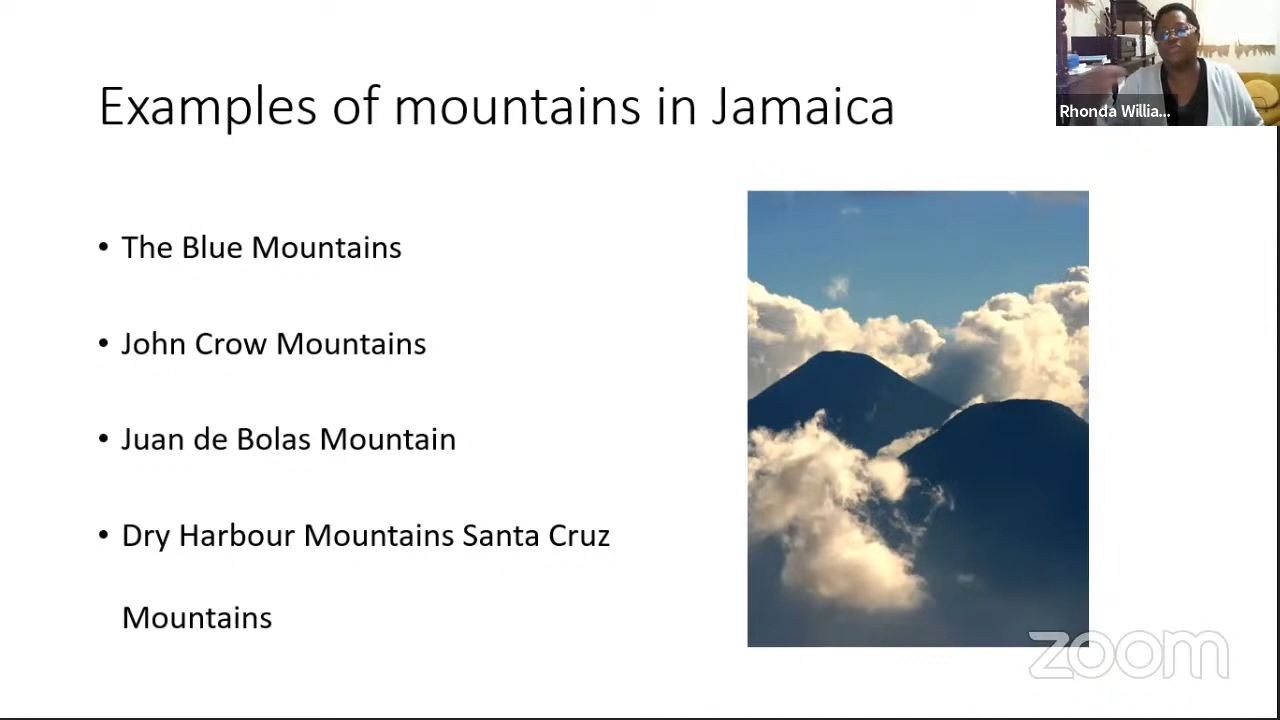 Examples of mountains in Jamaica
Rhonda Willia...
• The Blue Mountains
• John Crow Mountains
• Juan de Bolas Mountain
• Dry Harbour Mountains Santa Cruz
Mountains
zoom